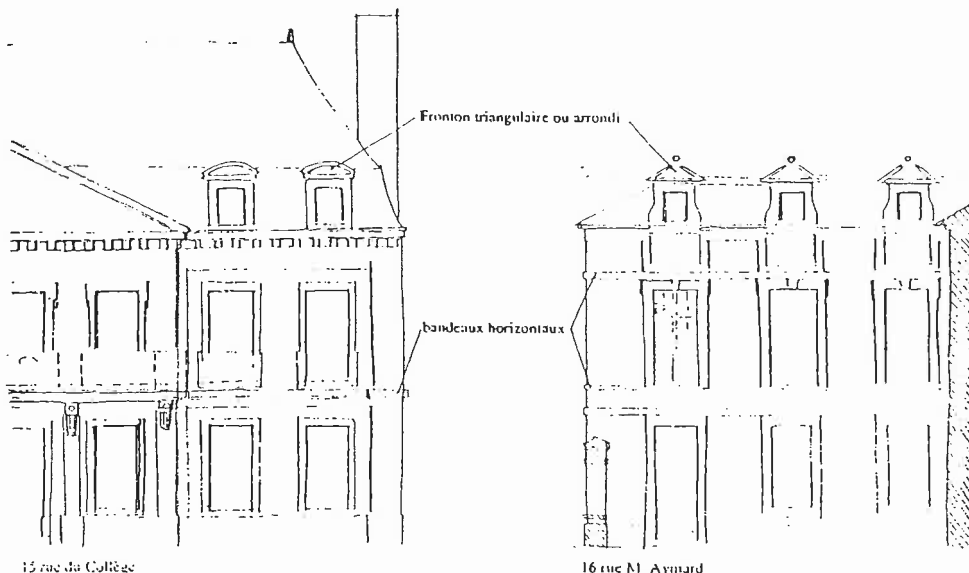 Fronton triangulaire ou arrondi
bandeaux horizontaux
15 rue du Collège
16 rue M. Aymard